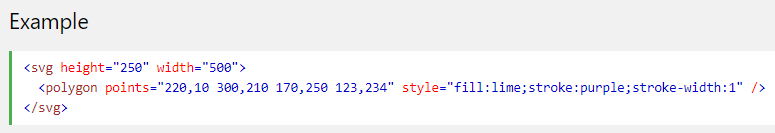 Example
<svg height="250" width="500">
<polygon points="220,10 300,210 170,250 123,234" style="fill:lime;stroke:purple;stroke-width:1" />
</svg>